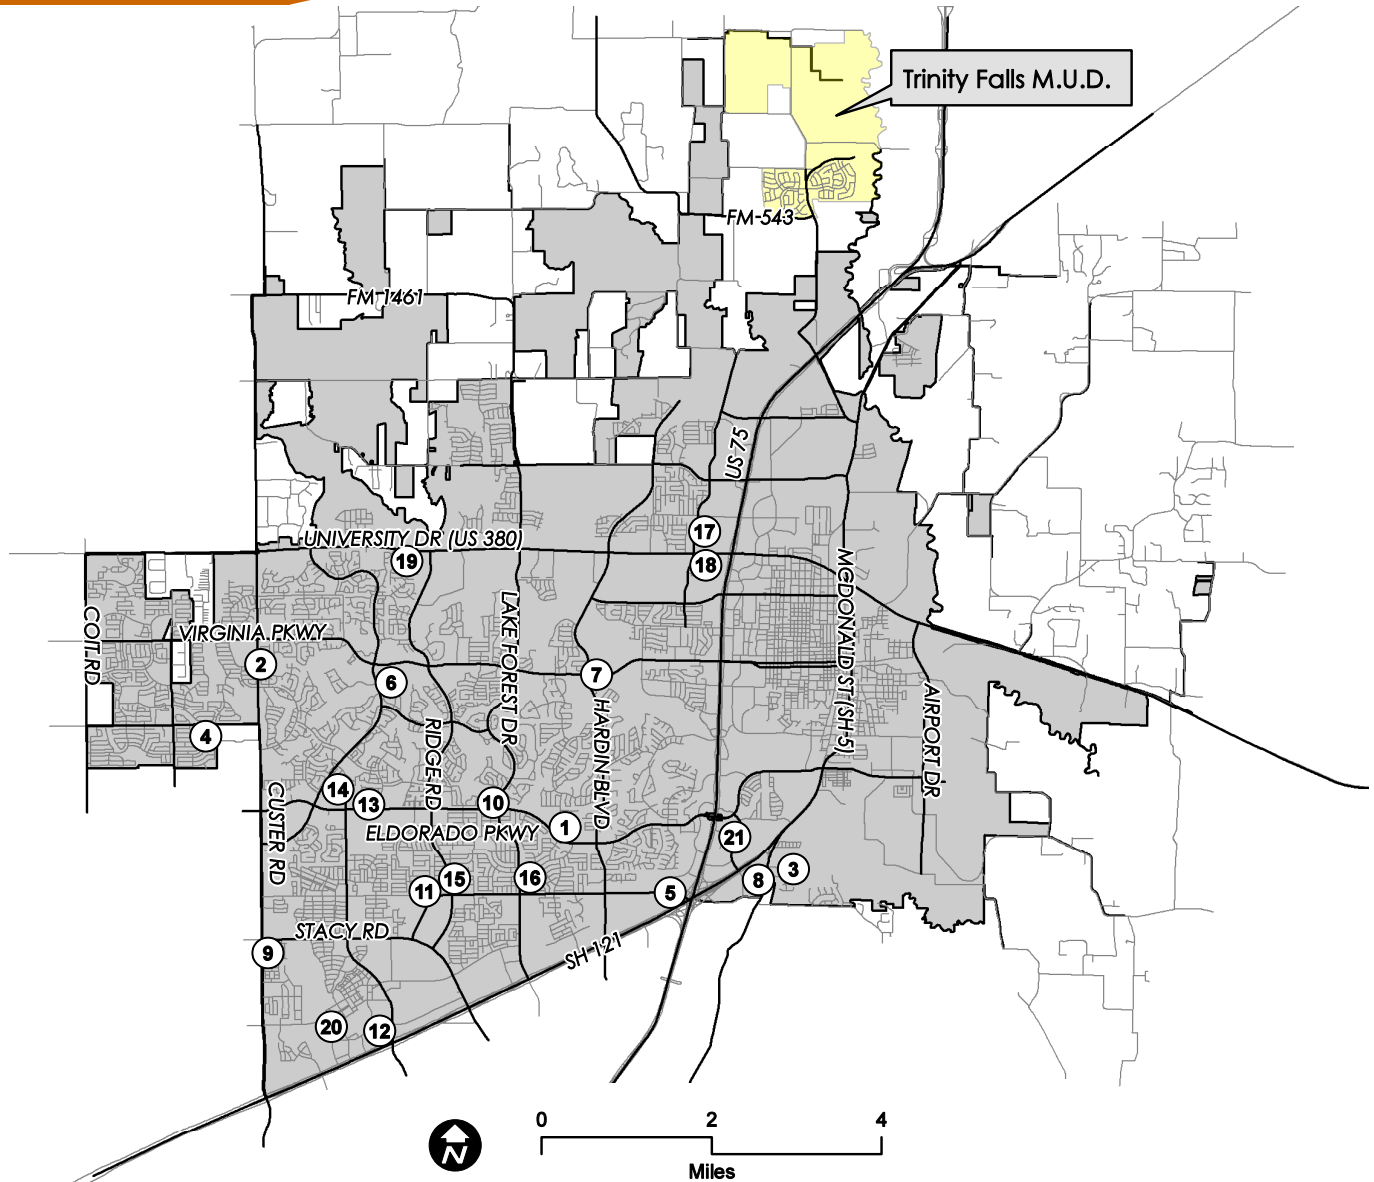 Trinity Falls M.U.D.
FM-543
FM 1461
US 75
17
UNIVERSITY DR (US 380)
19
18
MCDONALD ST (SH-5)
LAKE FOREST DR
COIT RD
VIRGINIA PKWY
2
6
7
AIRPORT DR
HARDIN BLVD
RIDGE RD
4
CUSTER RD
14
13
10
ELDORADO PKWY
1
21
3
15
16
11
5
8
STACY RD
9
SH 121
20
12
0 2 4
N
Miles